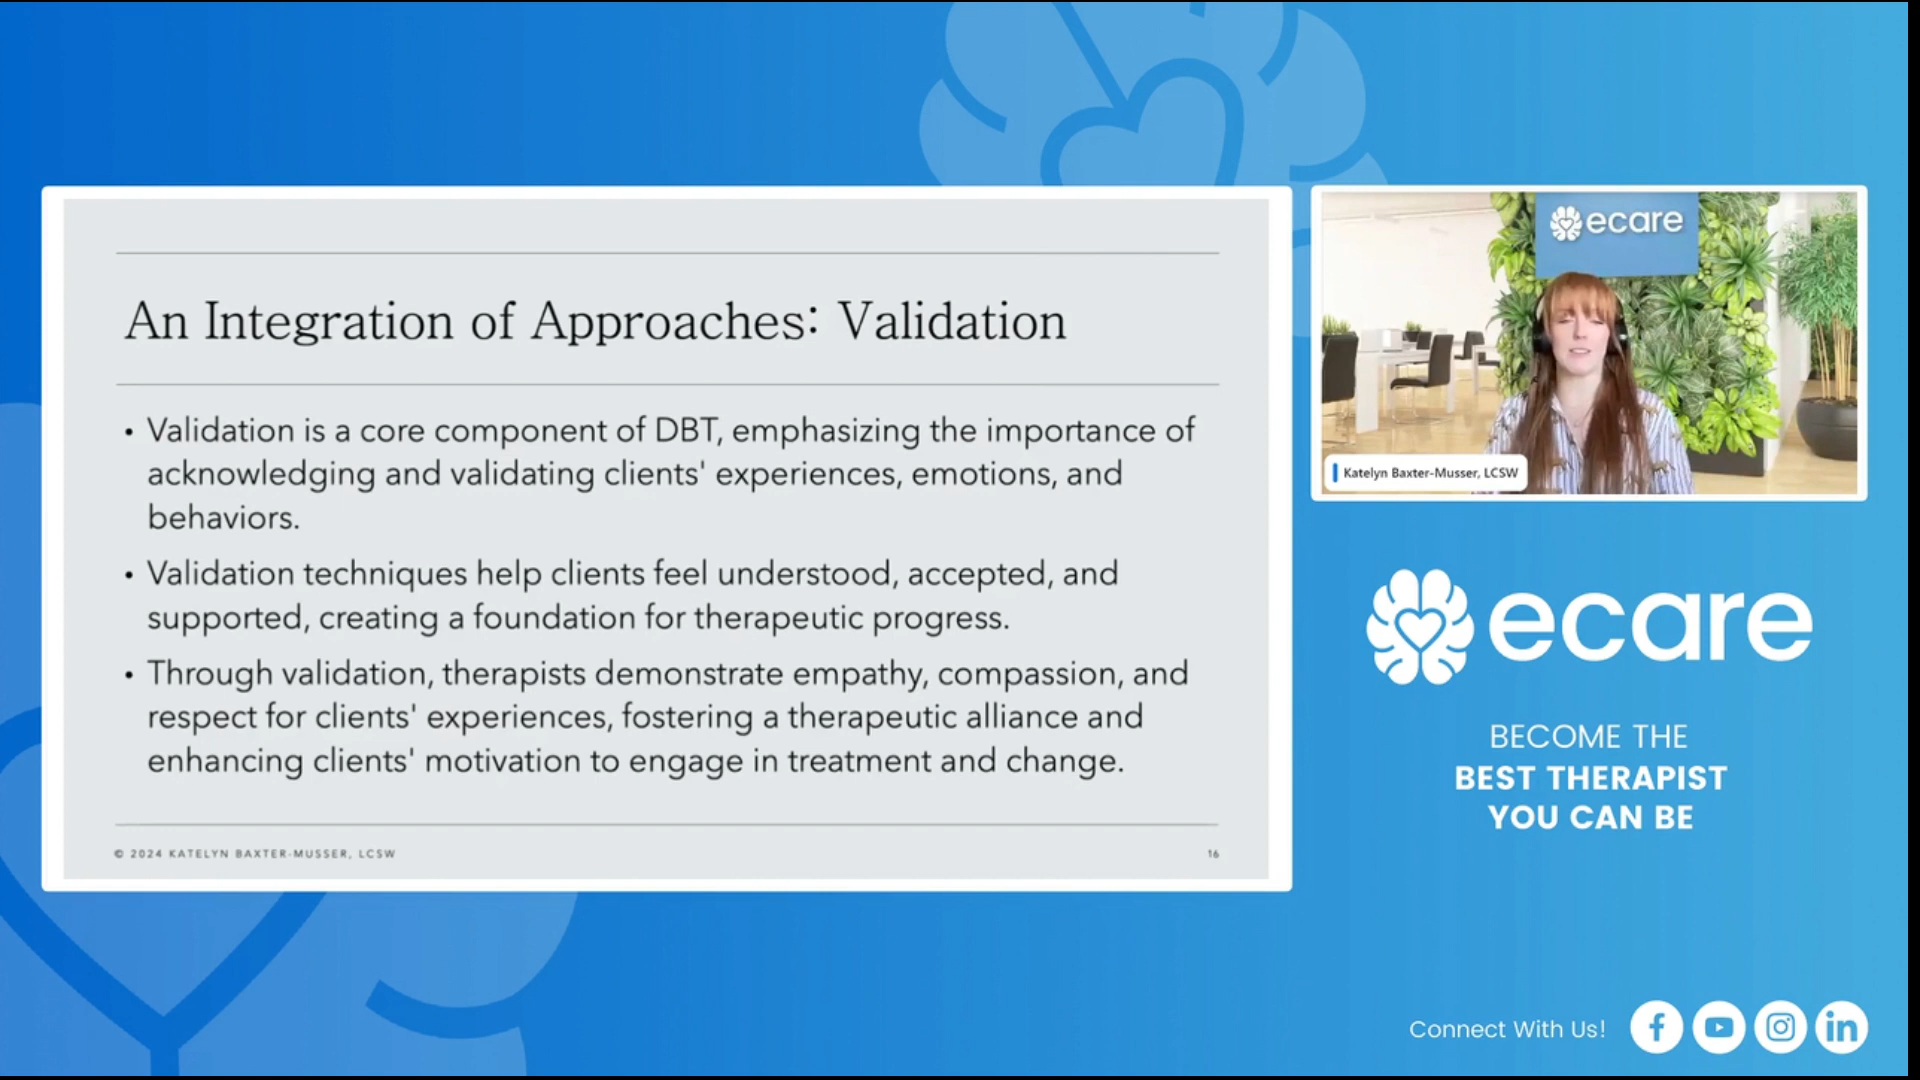 An Integration of Approaches: Validation
• Validation is a core component of DBT, emphasizing the importance of
acknowledging and validating clients' experiences, emotions, and
behaviors.
• Validation techniques help clients feel understood, accepted, and
supported, creating a foundation for therapeutic progress.
• Through validation, therapists demonstrate empathy, compassion, and
respect for clients' experiences, fostering a therapeutic alliance and
enhancing clients' motivation to engage in treatment and change.
© 2024 KATELYN BAXTER-MUSSER, LCSW
16
ecare
Katelyn Baxter-Musser, LCSW
ecare
BECOME THE
BEST THERAPIST
YOU CAN BE
Connect With Us!